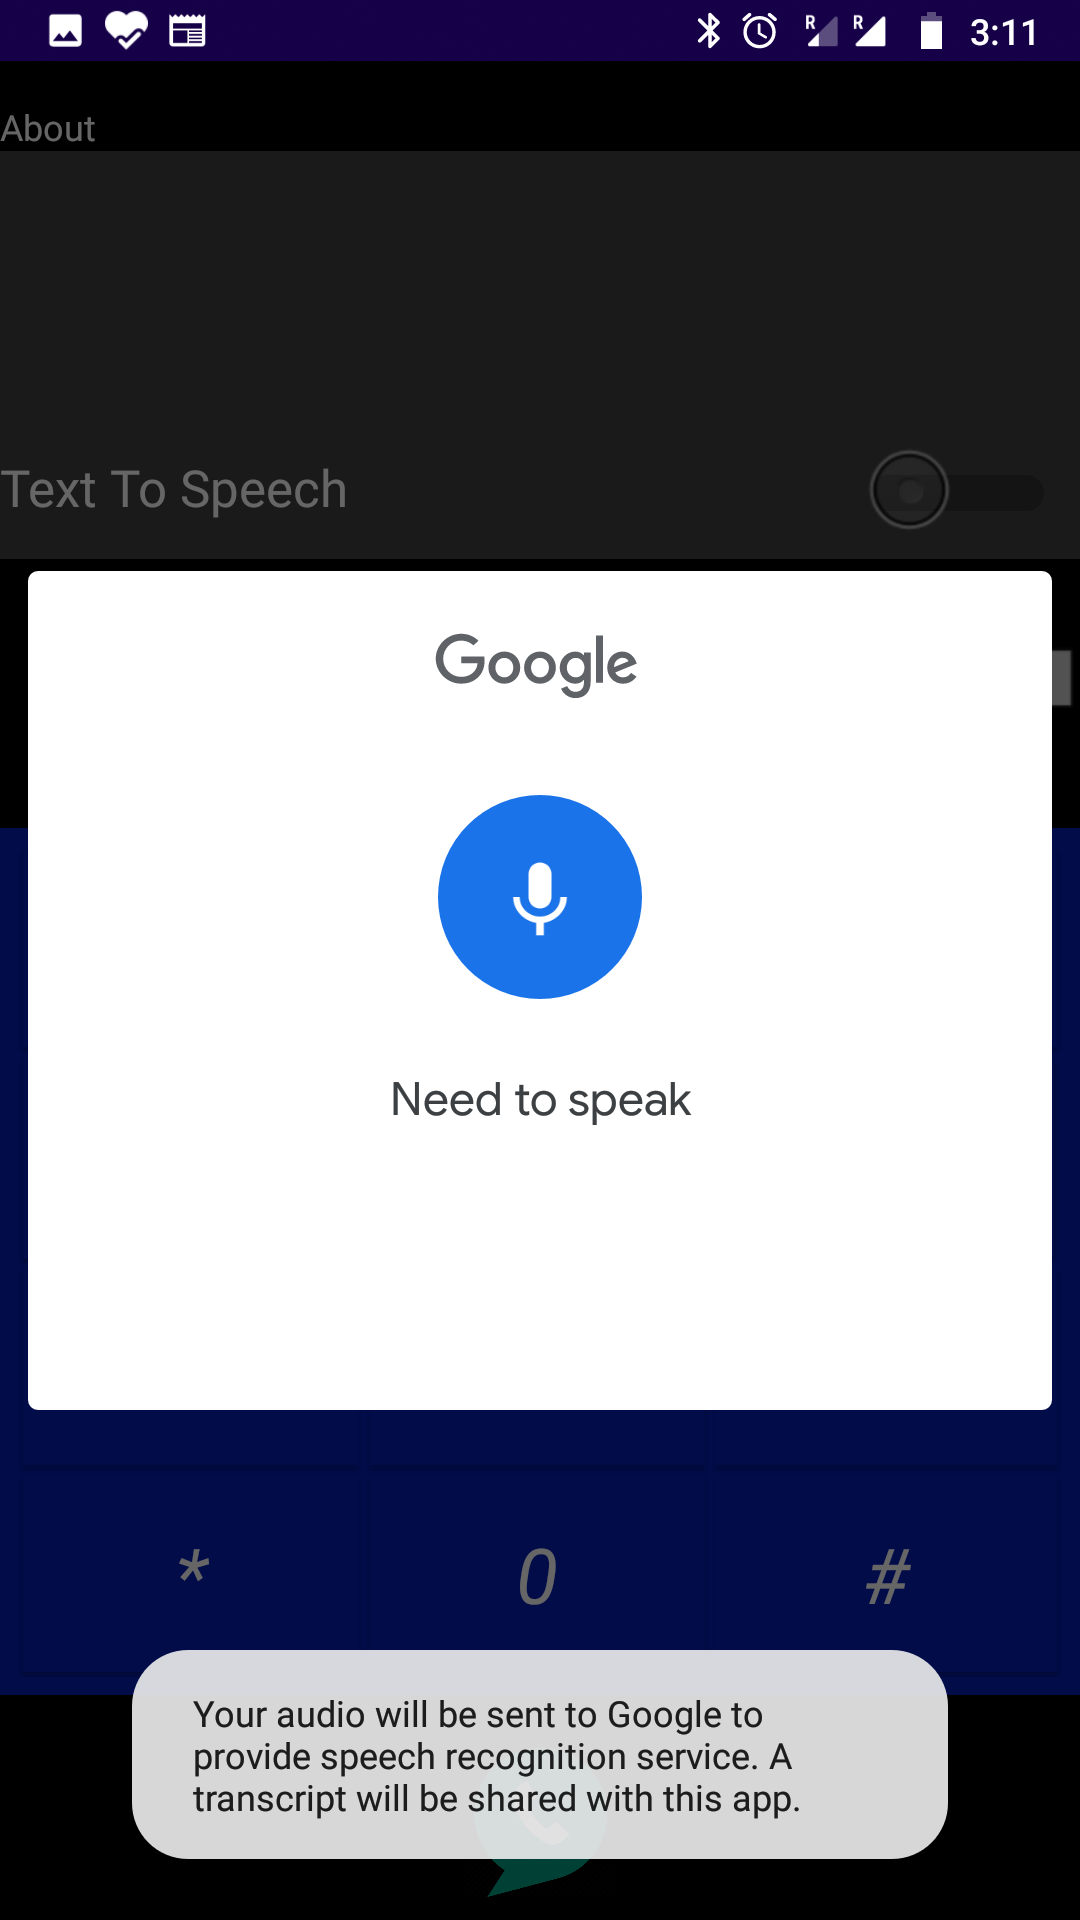 R R 3:11
About
Text To Speech
Google
Need to speak
* 0 #
Your audio will be sent to Google to
provide speech recognition service. A
transcript will be shared with this app.